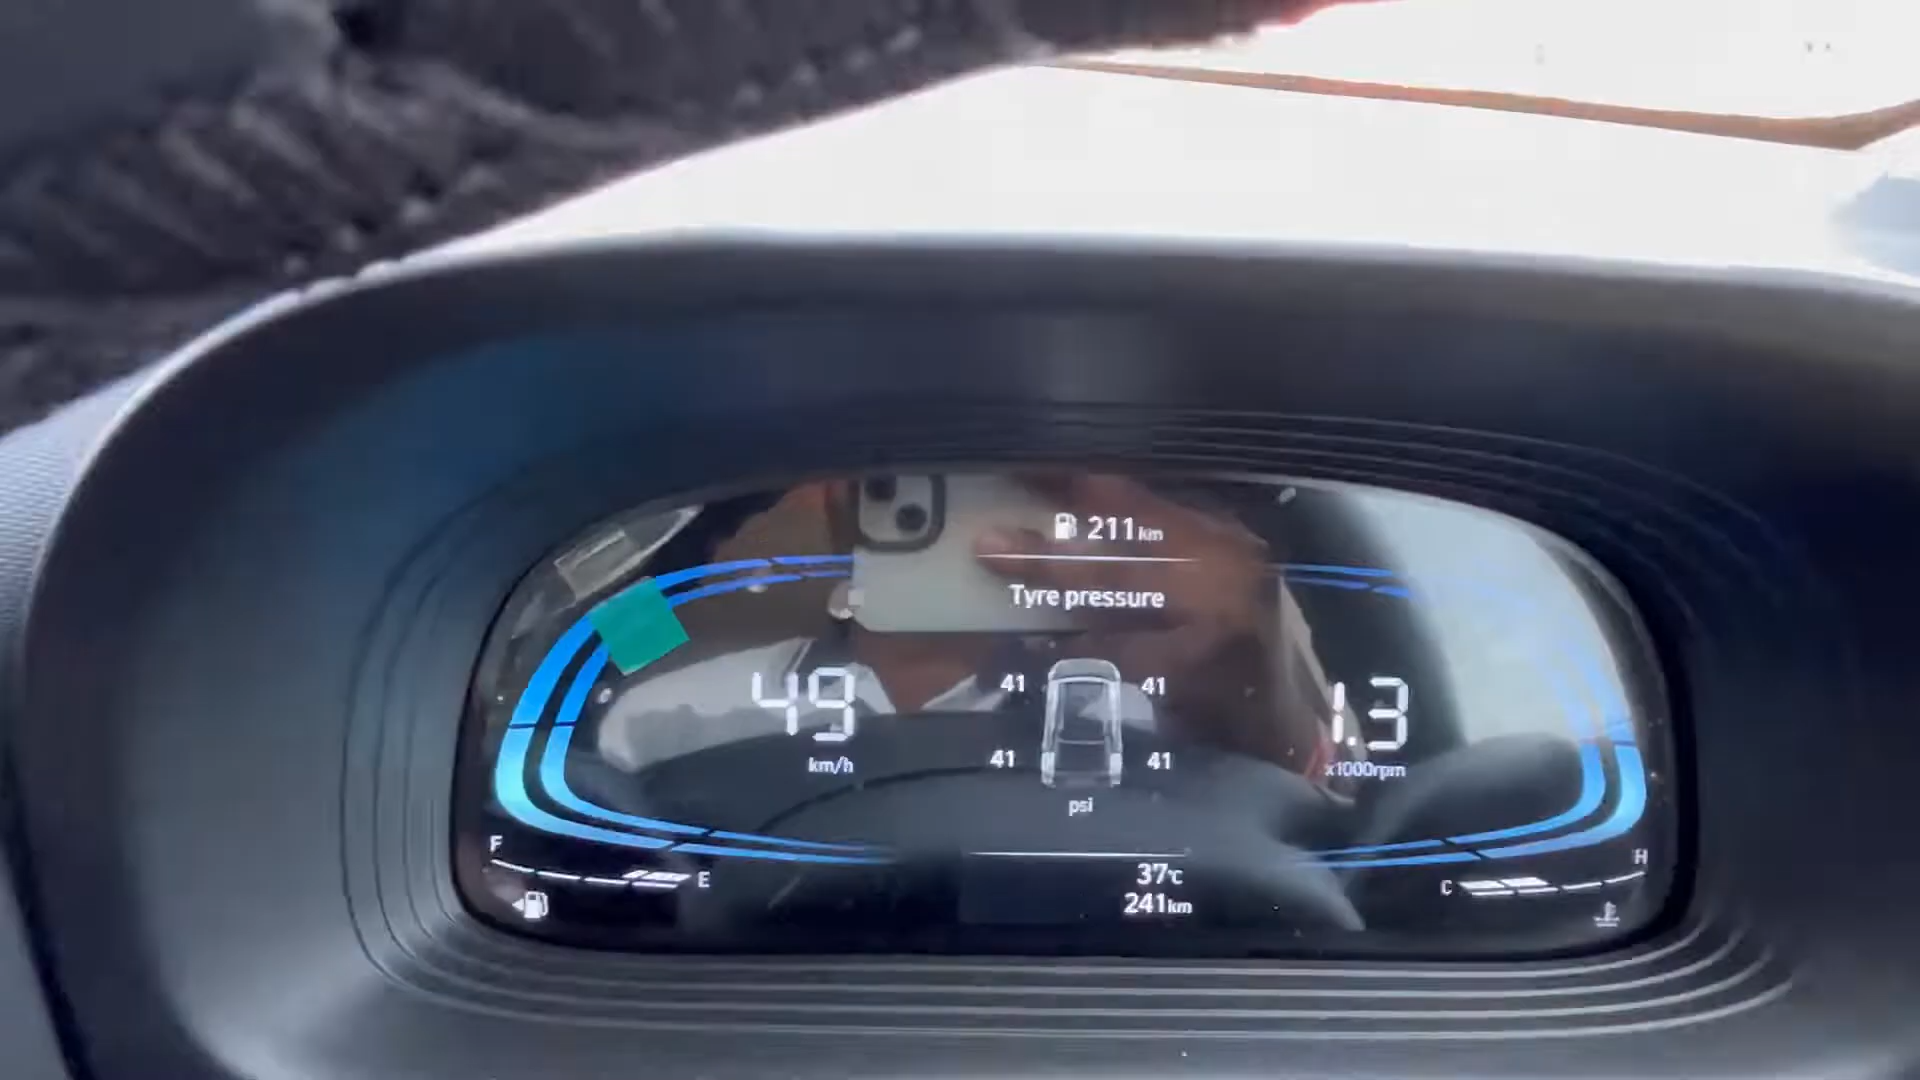 211km
Tyre pressure
49
km/h
41 41
41 41
psi
1.3
x1000rpm
F E
37°C
241km
C H